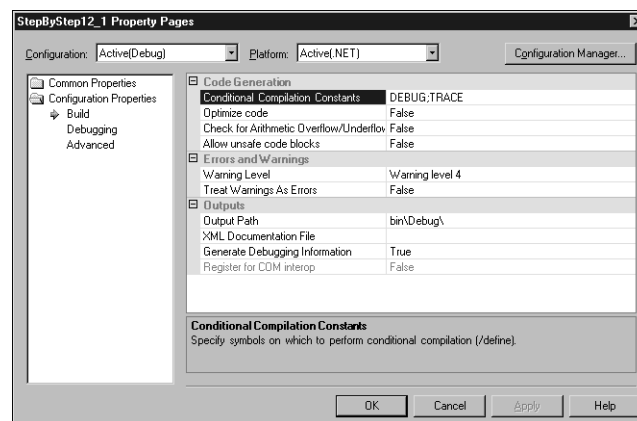 StepByStep12_1 Property Pages
Configuration: Active(Debug) Platform: Active(.NET) Configuration Manager...
Common Properties
Configuration Properties
Build
Debugging
Advanced
Code Generation
Conditional Compilation Constants DEBUG;TRACE
Optimize code False
Check for Arithmetic Overflow/Underflow False
Allow unsafe code blocks False
Errors and Warnings
Warning Level Warning level 4
Treat Warnings As Errors False
Outputs
Output Path bin\Debug\
XML Documentation File
Generate Debugging Information True
Register for COM interop False
Conditional Compilation Constants
Specify symbols on which to perform conditional compilation (/define).
OK Cancel Apply Help